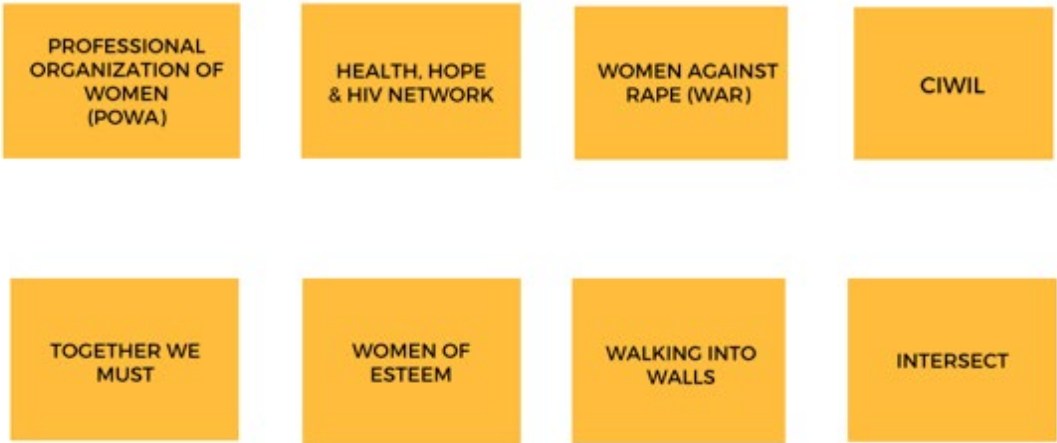 PROFESSIONAL
ORGANIZATION OF
WOMEN
(POWA)
HEALTH, HOPE
& HIV NETWORK
WOMEN AGAINST
RAPE (WAR)
CIWIL
TOGETHER WE
MUST
WOMEN OF
ESTEEM
WALKING INTO
WALLS
INTERSECT